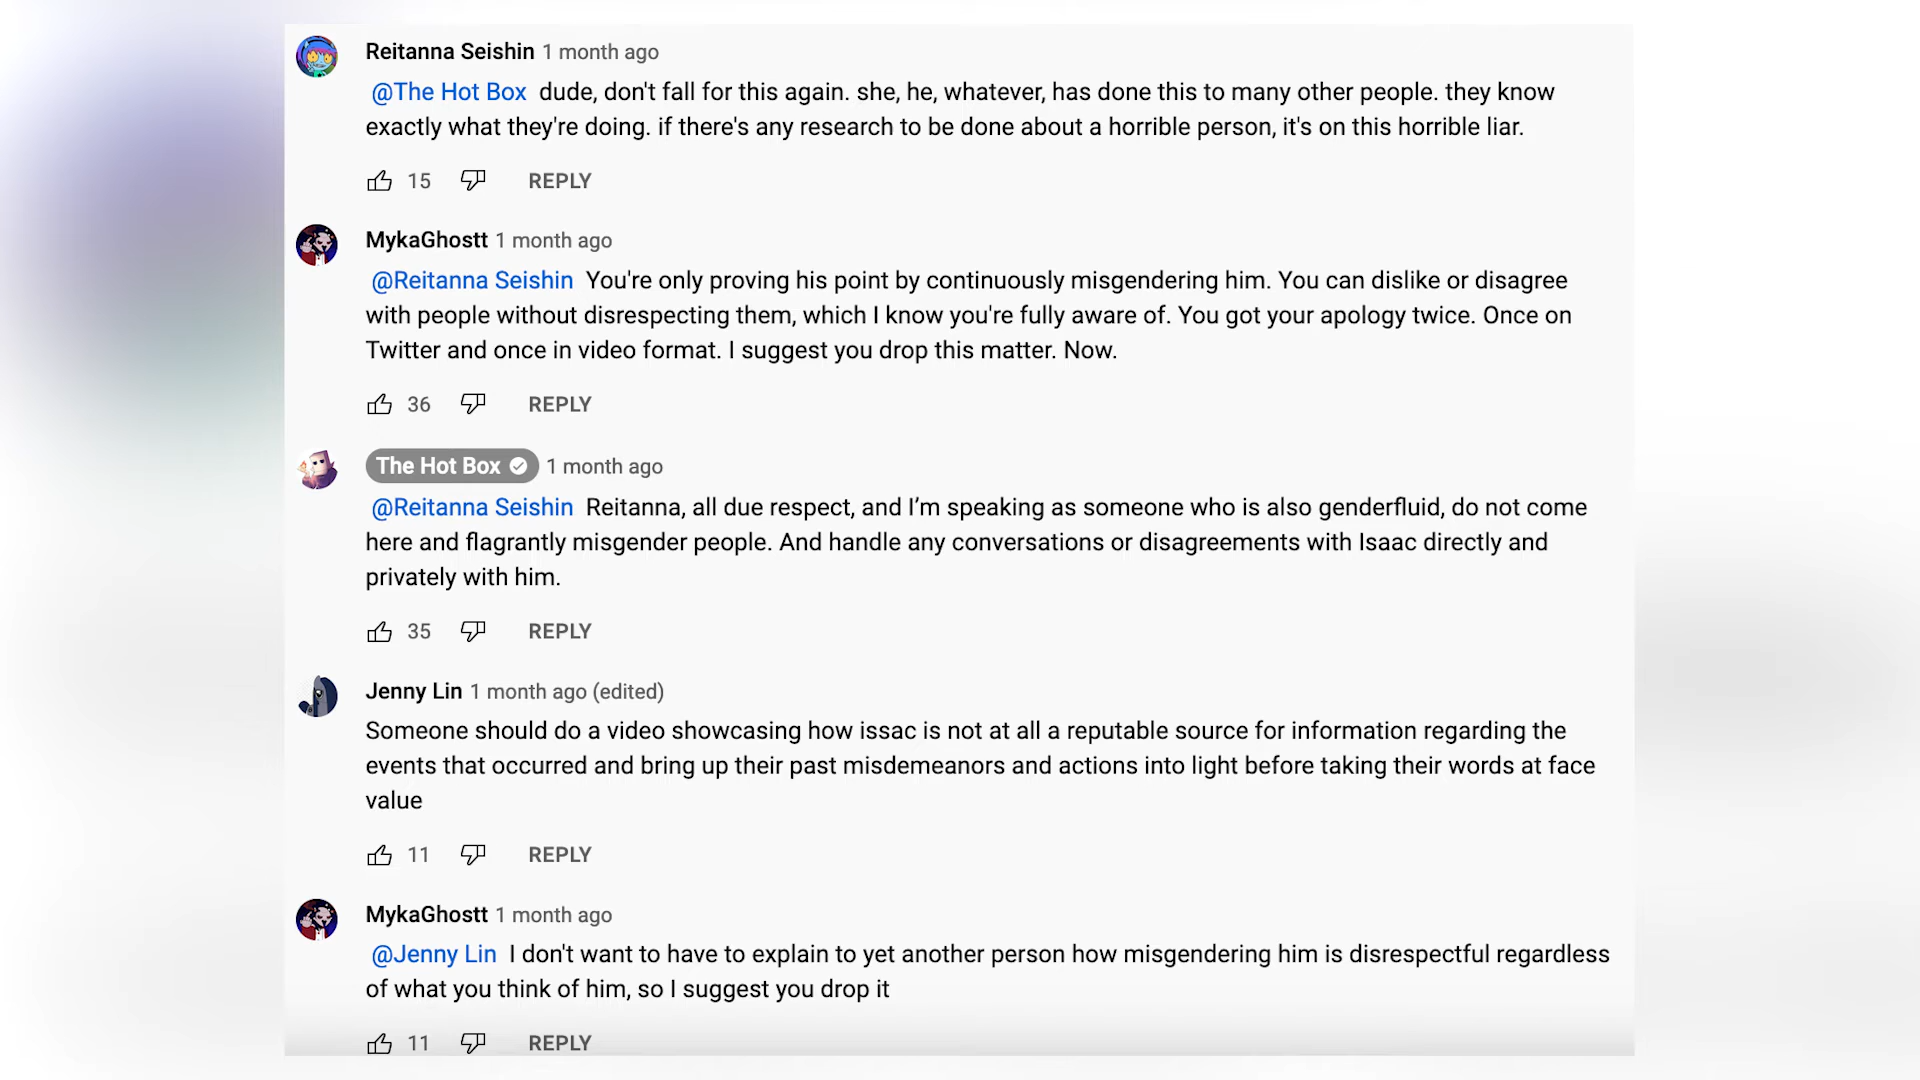 Reitanna Seishin 1 month ago
@The Hot Box dude, don't fall for this again. she, he, whatever, has done this to many other people. they know
exactly what they're doing. if there's any research to be done about a horrible person, it's on this horrible liar.
15 REPLY
MykaGhostt 1 month ago
@Reitanna Seishin You're only proving his point by continuously misgendering him. You can dislike or disagree
with people without disrespecting them, which I know you're fully aware of. You got your apology twice. Once on
Twitter and once in video format. I suggest you drop this matter. Now.
36 REPLY
The Hot Box 1 month ago
@Reitanna Seishin Reitanna, all due respect, and I’m speaking as someone who is also genderfluid, do not come
here and flagrantly misgender people. And handle any conversations or disagreements with Isaac directly and
privately with him.
35 REPLY
Jenny Lin 1 month ago (edited)
Someone should do a video showcasing how issac is not at all a reputable source for information regarding the
events that occurred and bring up their past misdemeanors and actions into light before taking their words at face
value
11 REPLY
MykaGhostt 1 month ago
@Jenny Lin I don't want to have to explain to yet another person how misgendering him is disrespectful regardless
of what you think of him, so I suggest you drop it
11 REPLY